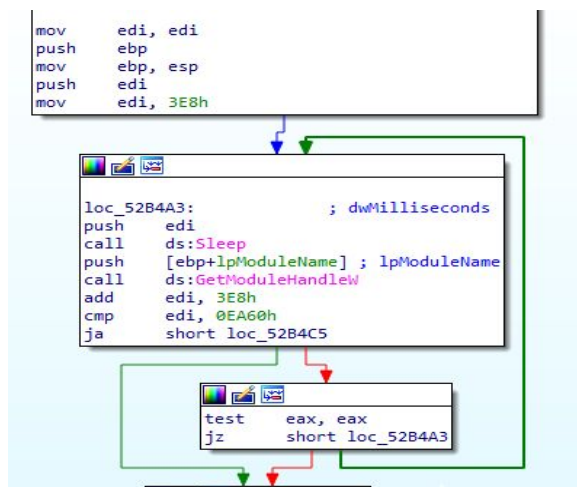 mov     edi, edi
push    ebp
mov     ebp, esp
push    edi
mov     edi, 3E8h
loc_52B4A3:             ; dwMilliseconds
push    edi
call    ds:Sleep
push    [ebp+lpModuleName] ; lpModuleName
call    ds:GetModuleHandleW
add     edi, 3E8h
cmp     edi, 0EA60h
ja      short loc_52B4C5
test    eax, eax
jz      short loc_52B4A3